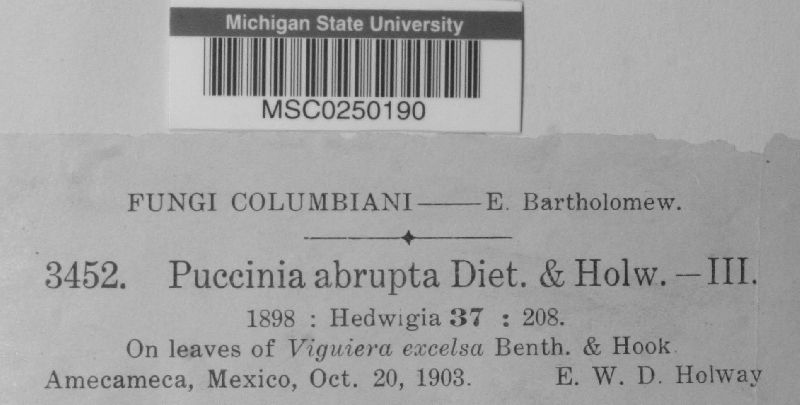 Michigan State University
MSC0250190
FUNGI COLUMBIANI——E. Bartholomew.
3452. Puccinia abrupta Diet. & Holw. — III.
1898 : Hedwigia 37 : 208.
On leaves of Viguiera excelsa Benth. & Hook.
Amecameca, Mexico, Oct. 20, 1903. E. W. D. Holway